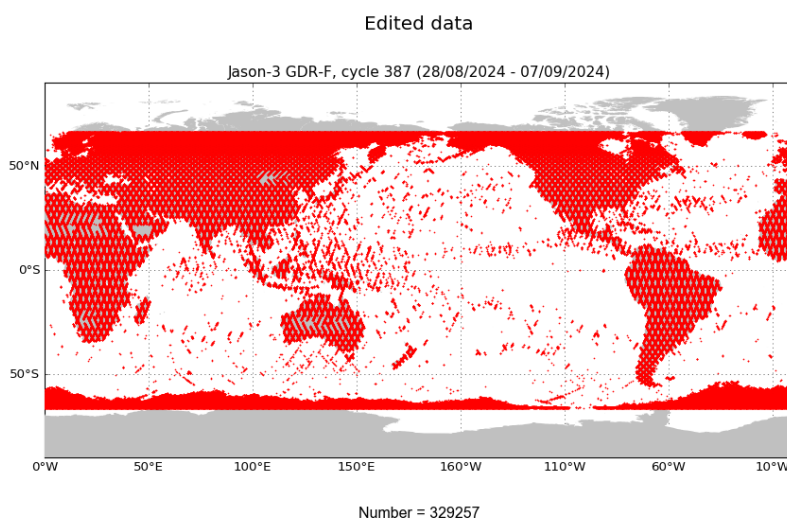 Edited data
Jason-3 GDR-F, cycle 387 (28/08/2024 - 07/09/2024)
50°N
0°S
50°S
0°W 50°E 100°E 150°E 160°W 110°W 60°W 10°W
Number = 329257